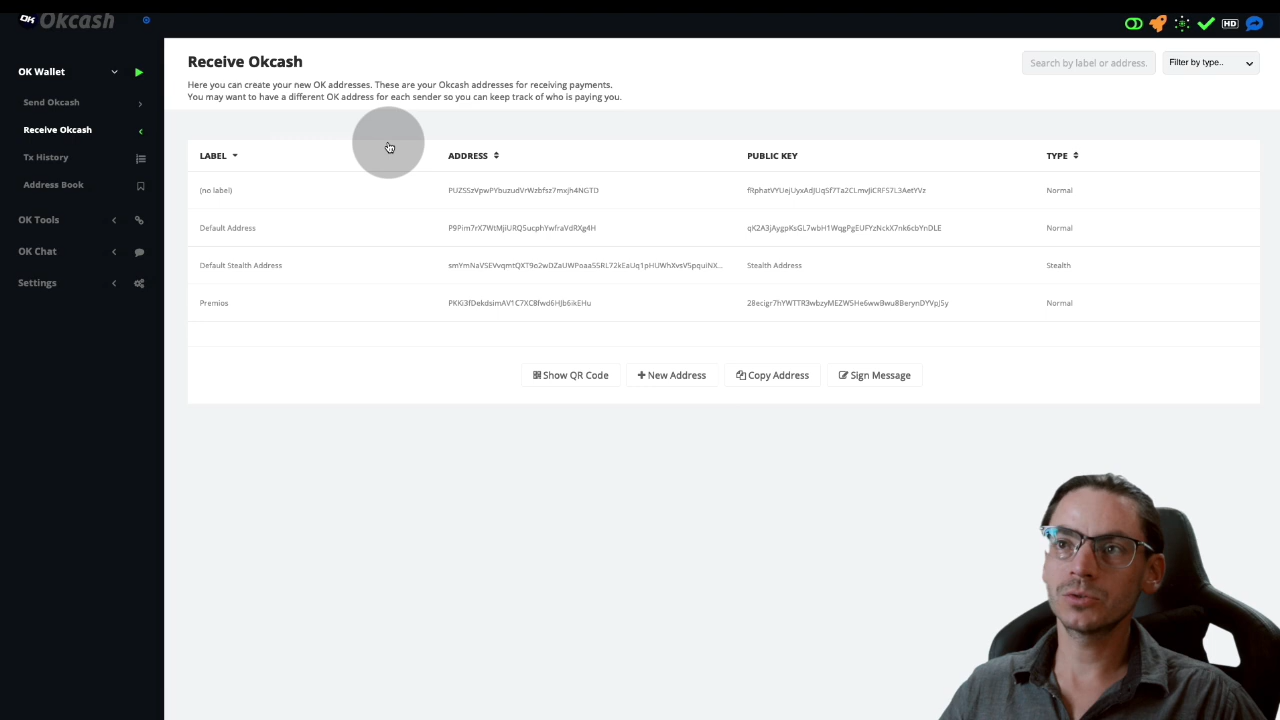 OK Okcash
HD
OK Wallet
Send Okcash
Receive Okcash
Tx History
Address Book
OK Tools
OK Chat
Settings
Receive Okcash
Here you can create your new OK addresses. These are your Okcash addresses for receiving payments.
You may want to have a different OK address for each sender so you can keep track of who is paying you.
Search by label or address.
Filter by type..
LABEL ADDRESS PUBLIC KEY TYPE
(no label) Normal
Default Address Normal
Default Stealth Address Stealth Address Stealth
Premios Normal
Show QR Code New Address Copy Address Sign Message